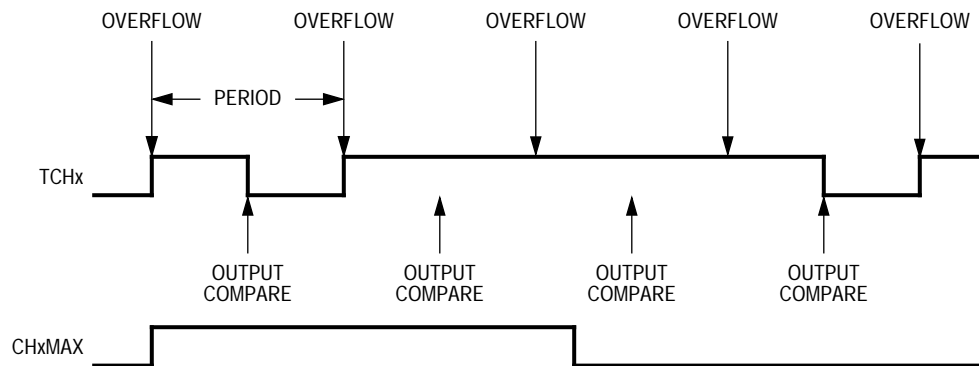 OVERFLOW OVERFLOW OVERFLOW OVERFLOW OVERFLOW
PERIOD
TCHx
OUTPUT COMPARE
OUTPUT COMPARE
OUTPUT COMPARE
OUTPUT COMPARE
CHxMAX